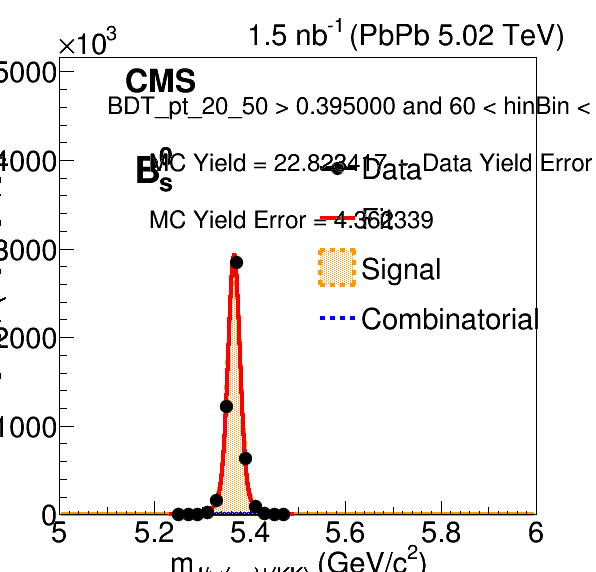 ×10³
1.5 nb⁻¹ (PbPb 5.02 TeV)
5000
CMS
BDT_pt_20_50 > 0.395000 and 60 < hinBin <
4000
B⁰s
MC Yield = 22.823417
Data Yield Error
Data
3000
MC Yield Error = 4.362339
Fit
Signal
2000
Combinatorial
1000
0
5 5.2 5.4 5.6 5.8 6
m (GeV/c²)